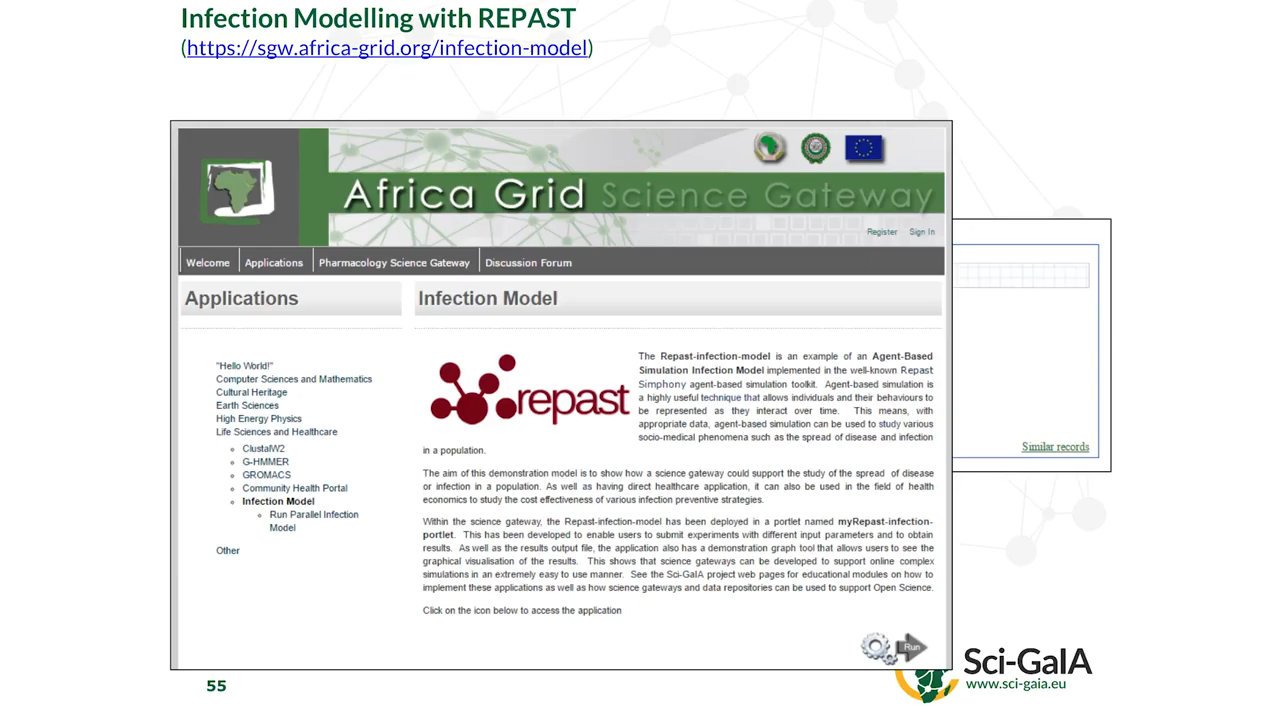 Infection Modelling with REPAST
(https://sgw.africa-grid.org/infection-model)
Africa Grid Science Gateway
Register Sign In
Welcome Applications Pharmacology Science Gateway Discussion Forum
Applications
"Hello World!"
Computer Sciences and Mathematics
Cultural Heritage
Earth Sciences
High Energy Physics
Life Sciences and Healthcare
ClustalW2
G-HMMER
GROMACS
Community Health Portal
Infection Model
Run Parallel Infection
Model
Other
Infection Model
repast
The Repast-infection-model is an example of an Agent-Based
Simulation Infection Model implemented in the well-known Repast
Simphony agent-based simulation toolkit. Agent-based simulation is
a highly useful technique that allows individuals and their behaviours to
be represented as they interact over time. This means, with
appropriate data, agent-based simulation can be used to study various
socio-medical phenomena such as the spread of disease and infection
in a population.
The aim of this demonstration model is to show how a science gateway could support the study of the spread of disease
or infection in a population. As well as having direct healthcare application, it can also be used in the field of health
economics to study the cost effectiveness of various infection preventive strategies.
Within the science gateway, the Repast-infection-model has been deployed in a portlet named myRepast-infection-
portlet. This has been developed to enable users to submit experiments with different input parameters and to obtain
results. As well as the results output file, the application also has a demonstration graph tool that allows users to see the
graphical visualisation of the results. This shows that science gateways can be developed to support online complex
simulations in an extremely easy to use manner. See the Sci-GaIA project web pages for educational modules on how to
implement these applications as well as how science gateways and data repositories can be used to support Open Science.
Click on the icon below to access the application
Run
Similar records
55
Sci-GaIA
www.sci-gaia.eu